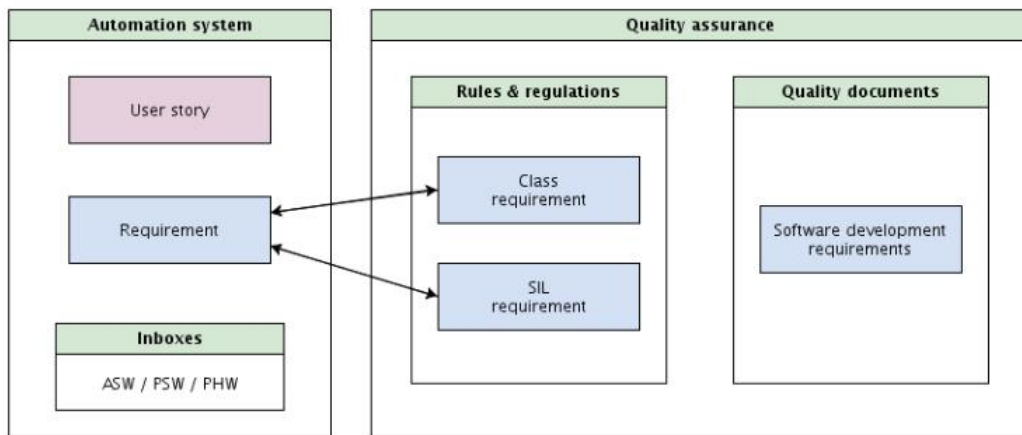 Automation system
User story
Requirement
Inboxes
ASW / PSW / PHW
Quality assurance
Rules & regulations
Class
requirement
SIL
requirement
Quality documents
Software development
requirements